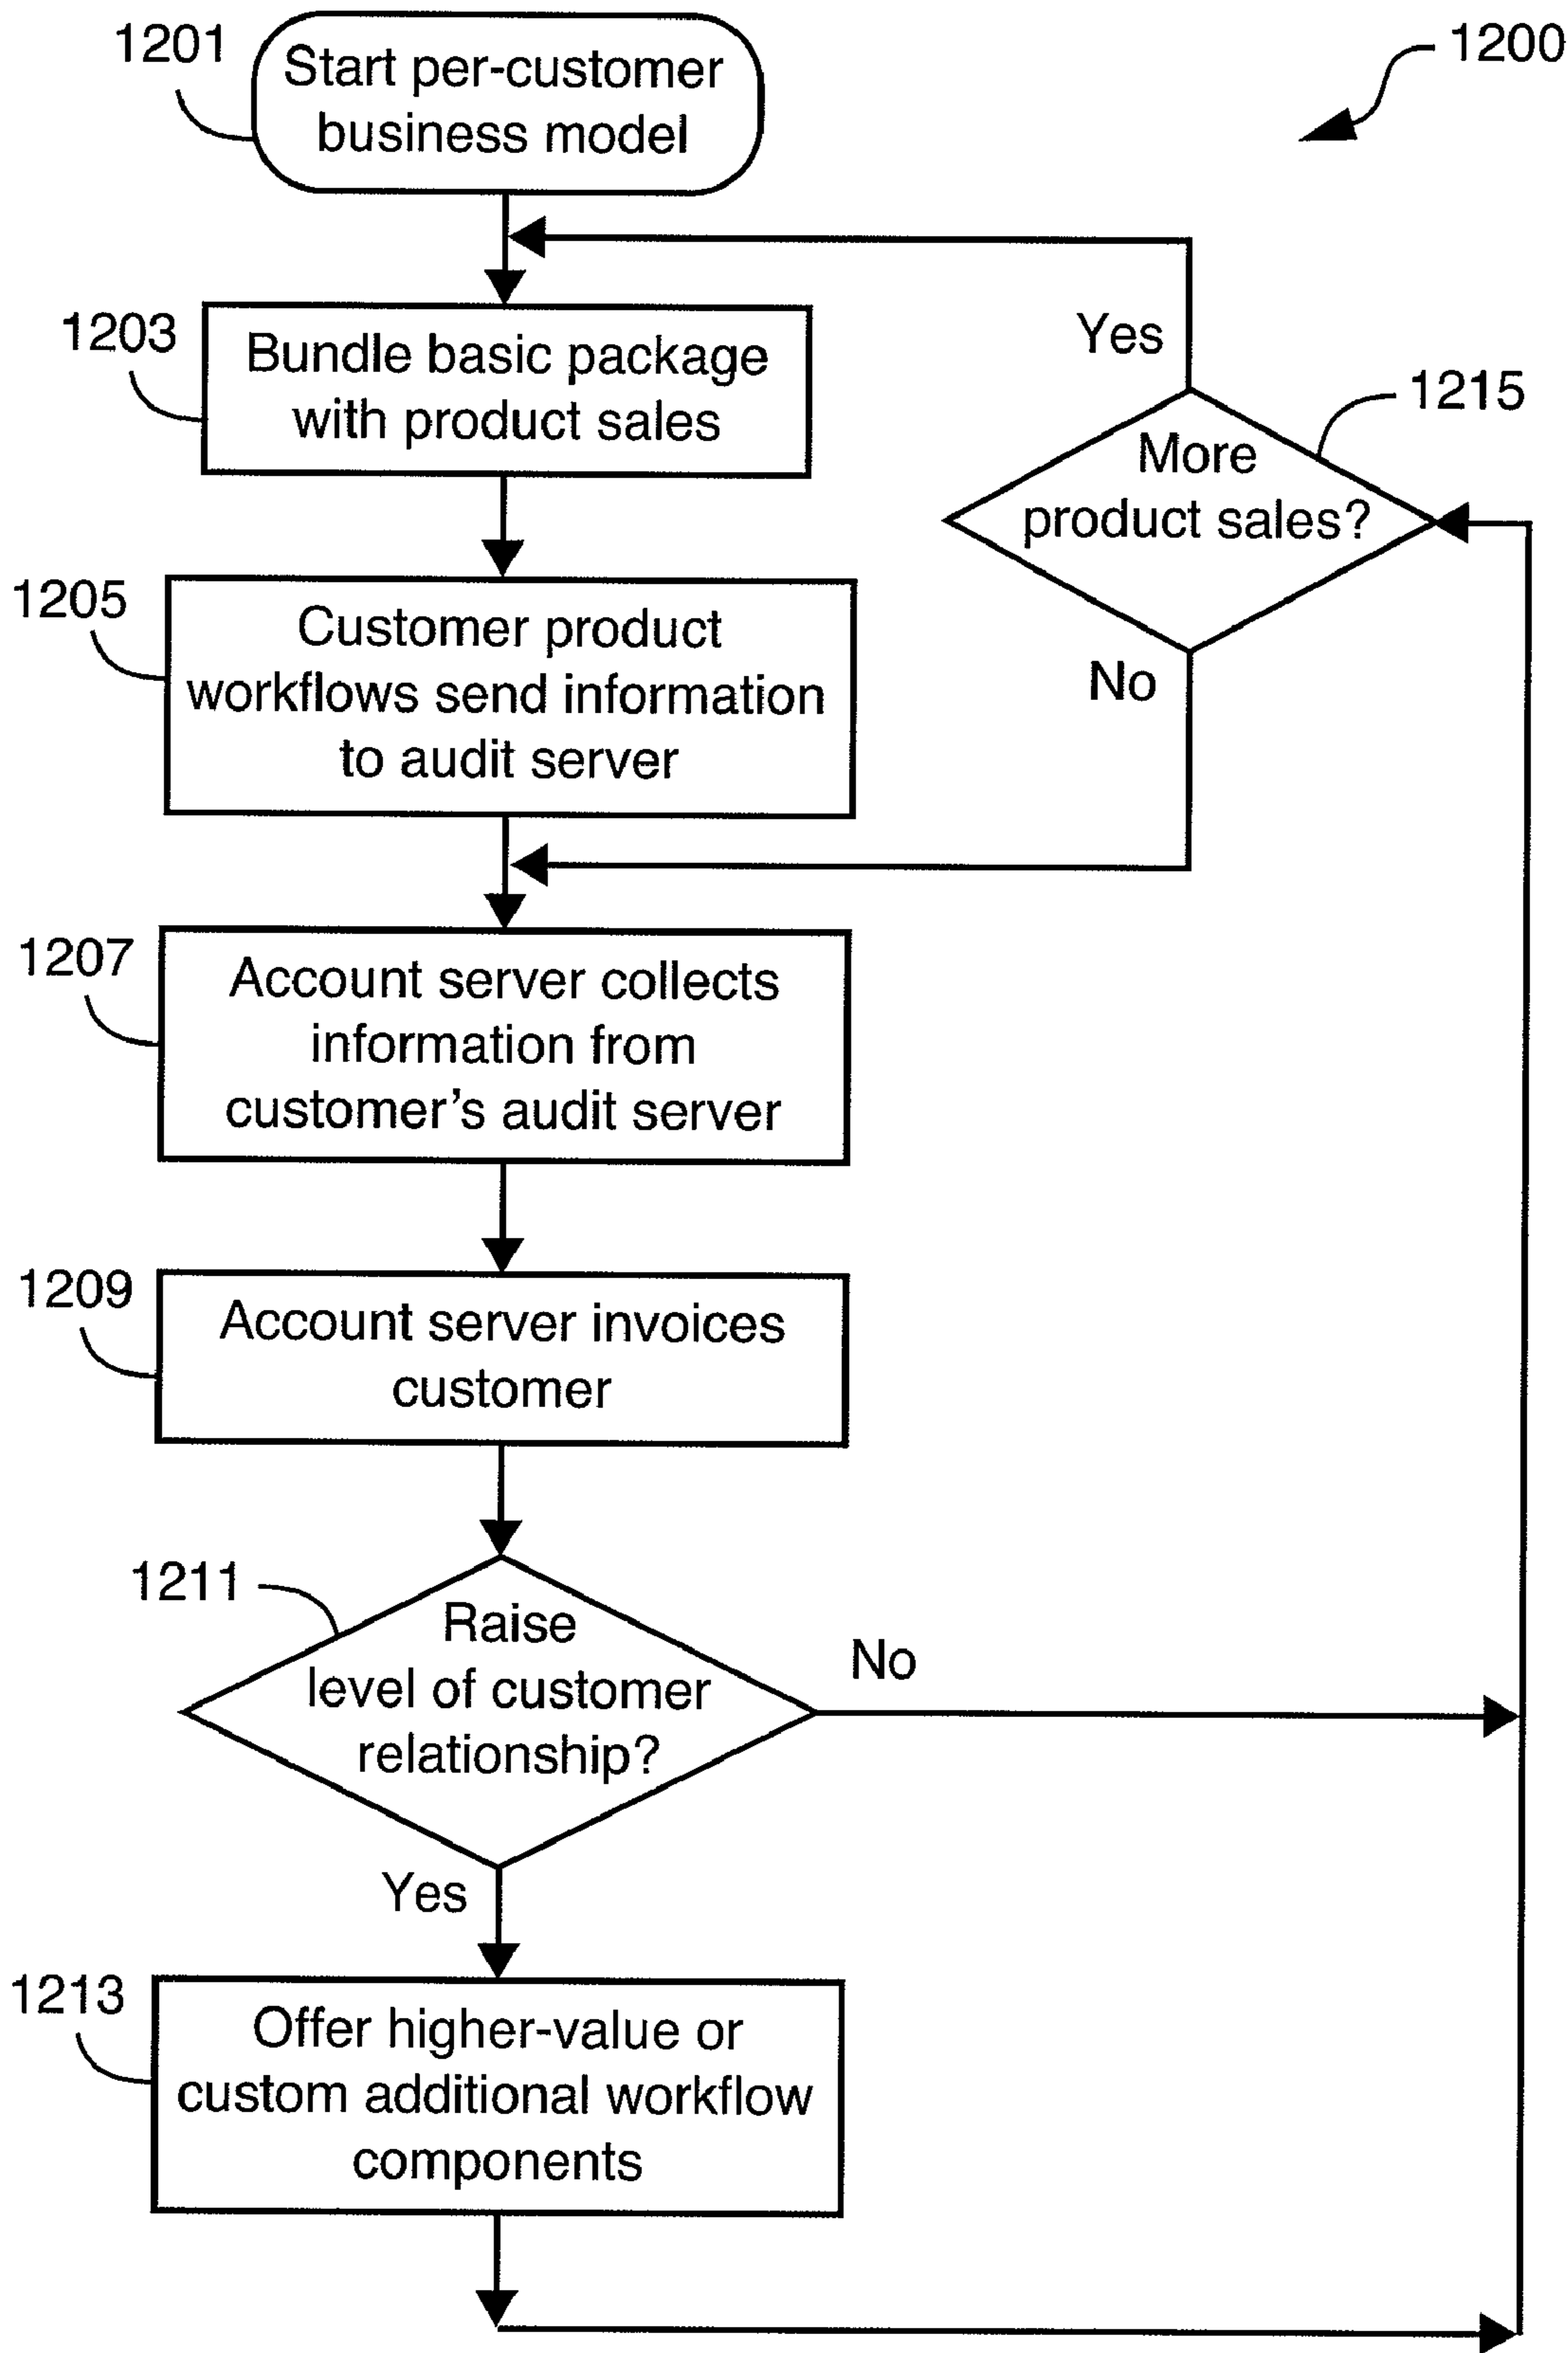 1201
Start per-customer
business model
1200
1203
Bundle basic package
with product sales
Yes
1215
More
product sales?
No
1205
Customer product
workflows send information
to audit server
1207
Account server collects
information from
customer's audit server
1209
Account server invoices
customer
1211
Raise
level of customer
relationship?
No
Yes
1213
Offer higher-value or
custom additional workflow
components